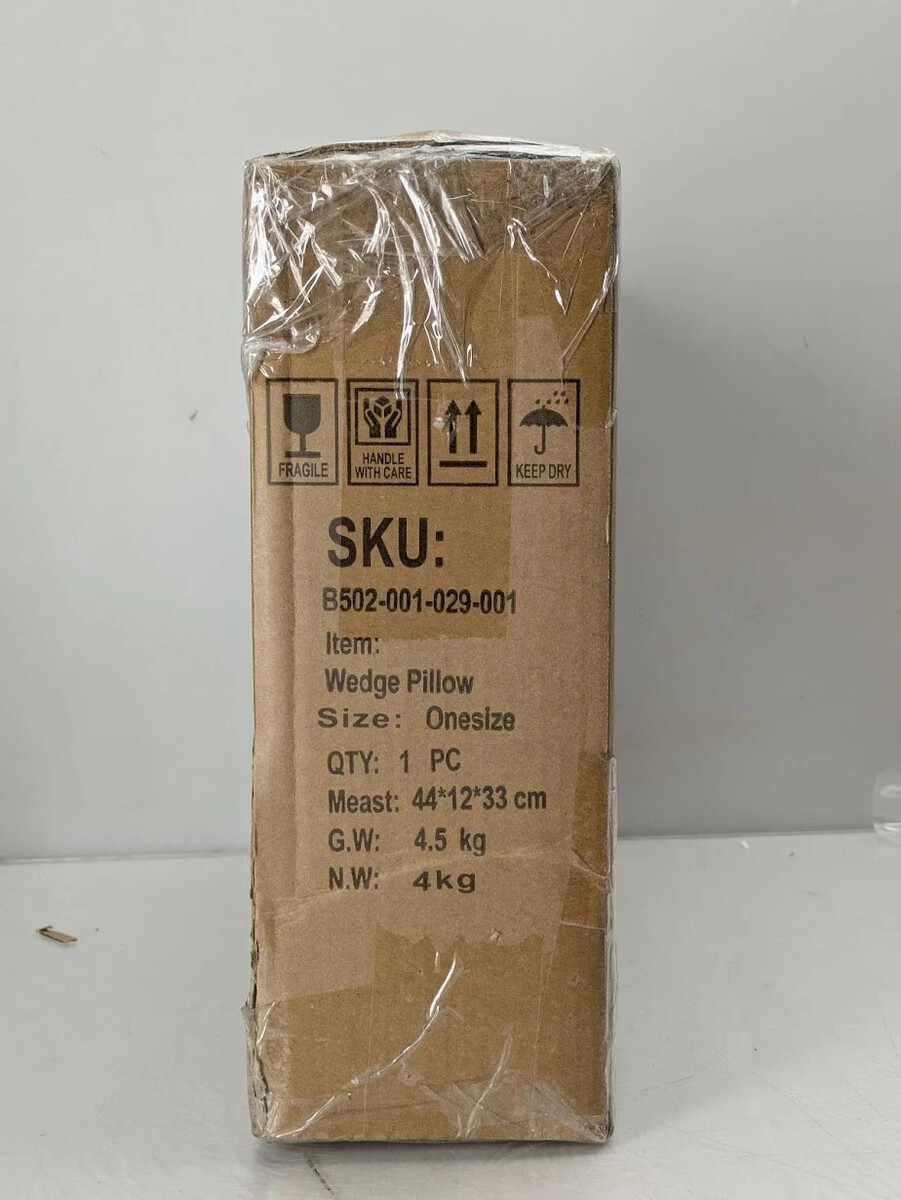 FRAGILE
HANDLE
WITH CARE
KEEP DRY
SKU:
B502-001-029-001
Item:
Wedge Pillow
Size: Onesize
QTY: 1 PC
Meast: 44*12*33 cm
G.W: 4.5 kg
N.W: 4kg